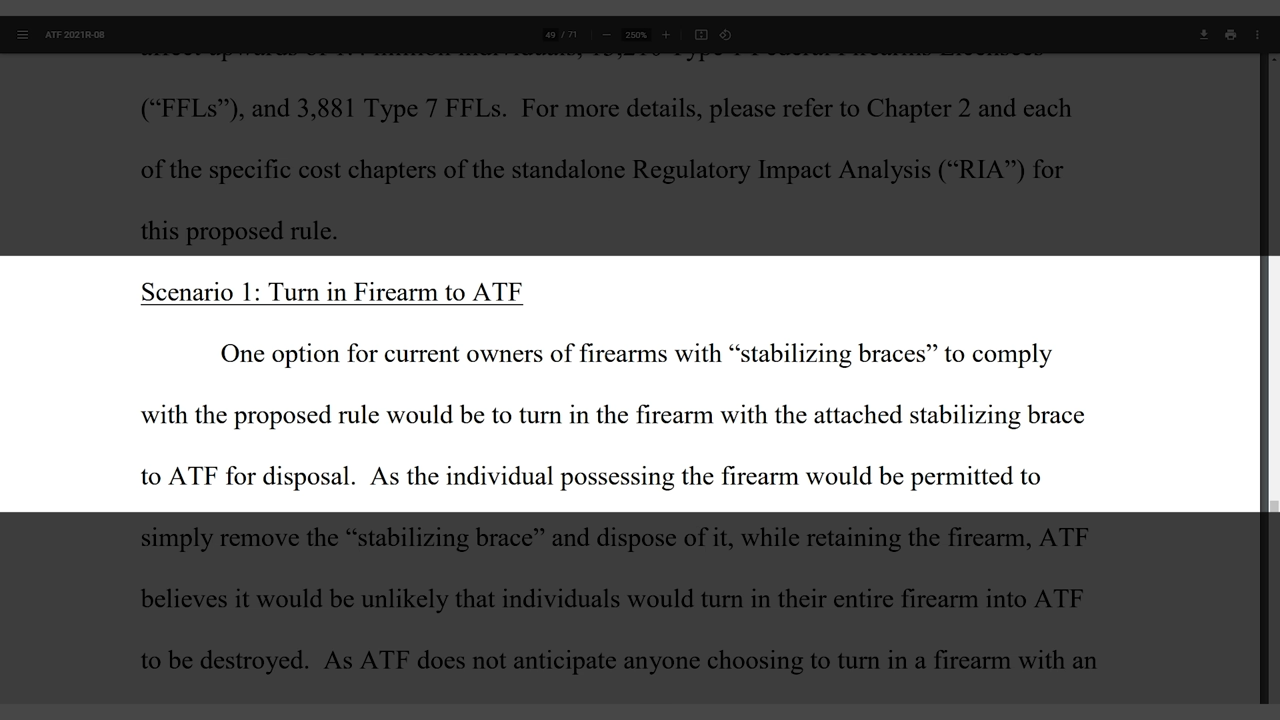 ATF 2021R-08
49 / 71
250%
(“FFLs”), and 3,881 Type 7 FFLs. For more details, please refer to Chapter 2 and each
of the specific cost chapters of the standalone Regulatory Impact Analysis (“RIA”) for
this proposed rule.
Scenario 1: Turn in Firearm to ATF
One option for current owners of firearms with “stabilizing braces” to comply
with the proposed rule would be to turn in the firearm with the attached stabilizing brace
to ATF for disposal. As the individual possessing the firearm would be permitted to
simply remove the “stabilizing brace” and dispose of it, while retaining the firearm, ATF
believes it would be unlikely that individuals would turn in their entire firearm into ATF
to be destroyed. As ATF does not anticipate anyone choosing to turn in a firearm with an